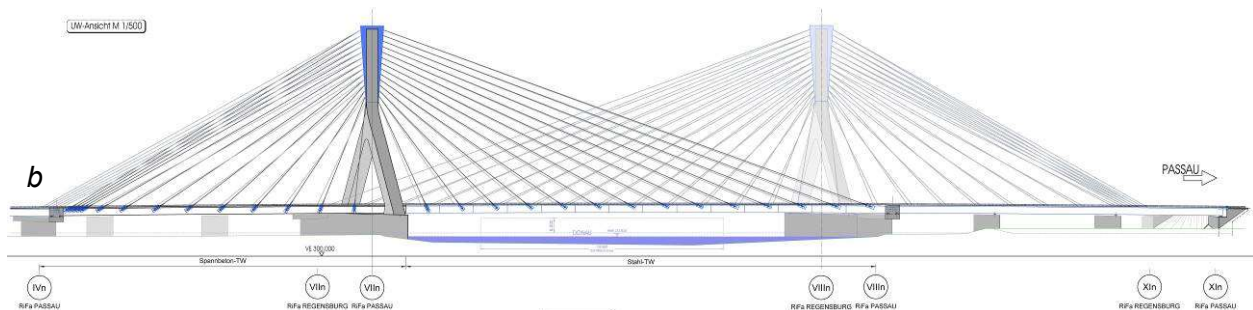 UW-Ansicht M 1/500
b
PASSAU
DONAU
V§ 300,000
Spannbeton-TW
Stahl-TW
IVn
VIIn
VIIn
VIIIn
VIIIn
XIn
XIn
RiFa PASSAU
RiFa REGENSBURG
RiFa PASSAU
RiFa REGENSBURG
RiFa PASSAU
RiFa REGENSBURG
RiFa PASSAU